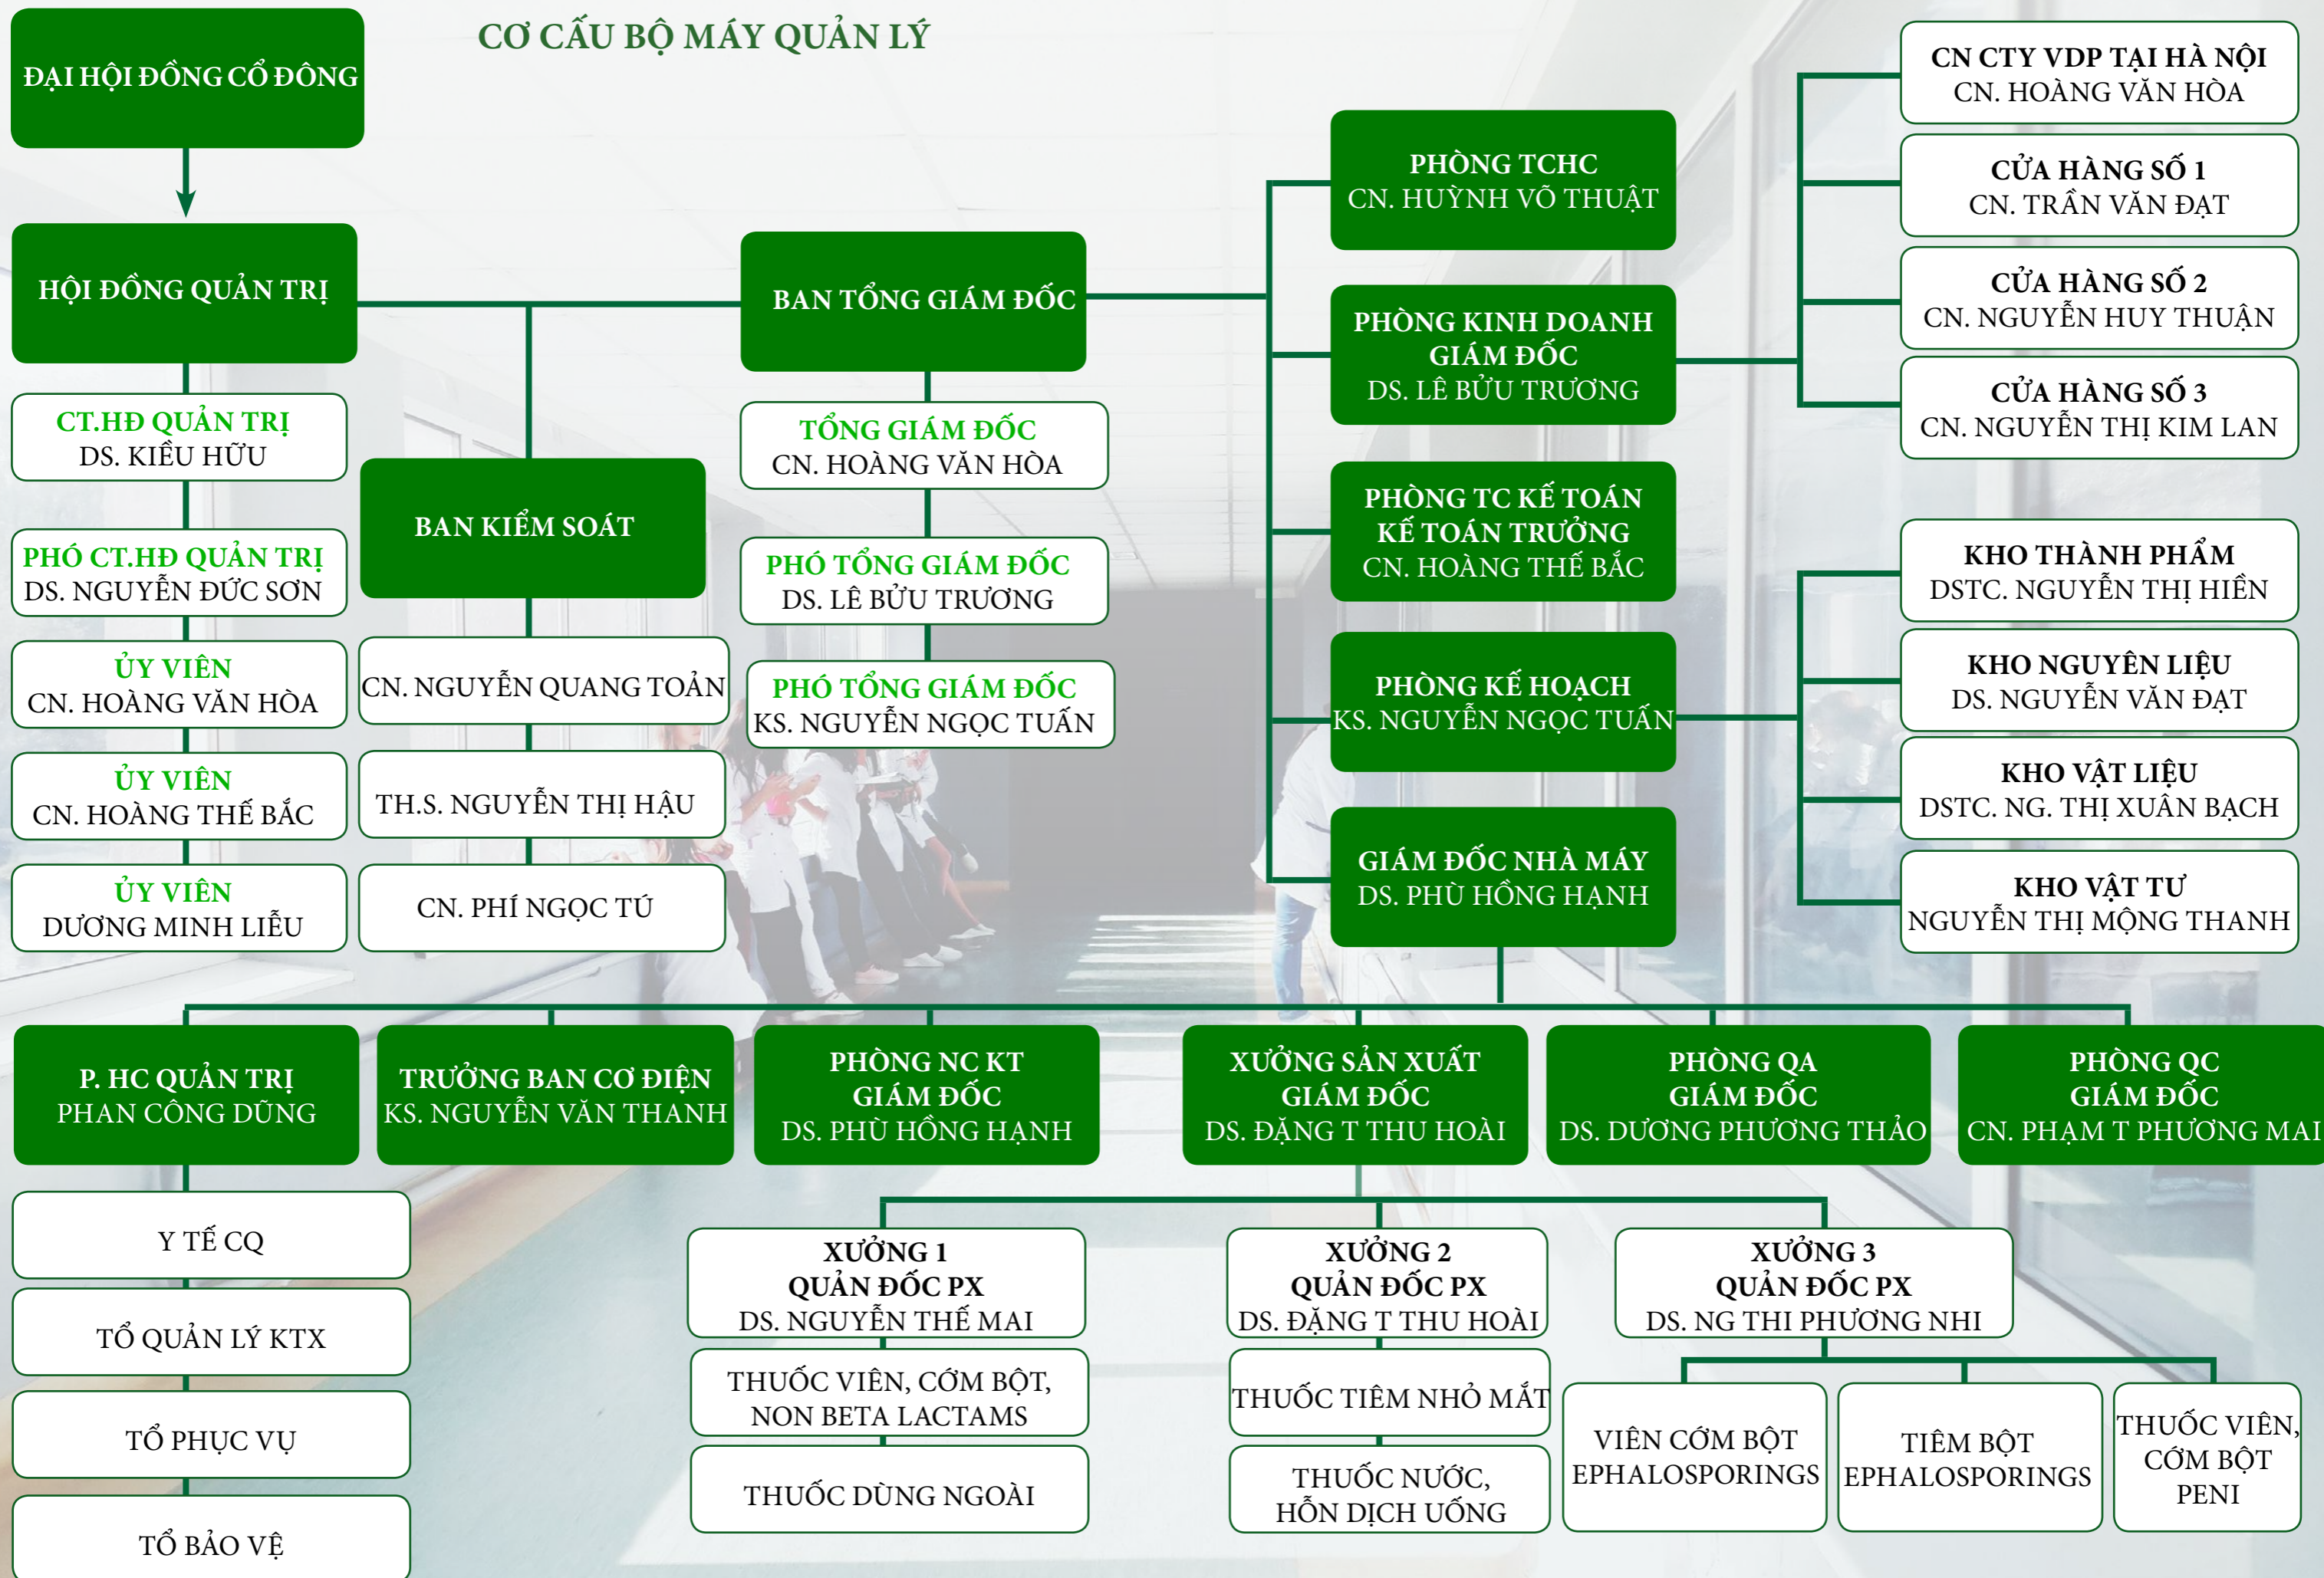 CƠ CẤU BỘ MÁY QUẢN LÝ
ĐẠI HỘI ĐỒNG CỔ ĐÔNG
HỘI ĐỒNG QUẢN TRỊ
CT.HĐ QUẢN TRỊ
DS. KIỀU HỮU
PHÓ CT.HĐ QUẢN TRỊ
DS. NGUYỄN ĐỨC SƠN
ỦY VIÊN
CN. HOÀNG VĂN HÒA
ỦY VIÊN
CN. HOÀNG THẾ BẮC
ỦY VIÊN
DƯƠNG MINH LIỄU
BAN KIỂM SOÁT
CN. NGUYỄN QUANG TOẢN
TH.S. NGUYỄN THỊ HẬU
CN. PHÍ NGỌC TÚ
BAN TỔNG GIÁM ĐỐC
TỔNG GIÁM ĐỐC
CN. HOÀNG VĂN HÒA
PHÓ TỔNG GIÁM ĐỐC
DS. LÊ BỬU TRƯƠNG
PHÓ TỔNG GIÁM ĐỐC
KS. NGUYỄN NGỌC TUẤN
PHÒNG TCHC
CN. HUỲNH VÕ THUẬT
PHÒNG KINH DOANH
GIÁM ĐỐC
DS. LÊ BỬU TRƯƠNG
PHÒNG TC KẾ TOÁN
KẾ TOÁN TRƯỞNG
CN. HOÀNG THẾ BẮC
PHÒNG KẾ HOẠCH
KS. NGUYỄN NGỌC TUẤN
GIÁM ĐỐC NHÀ MÁY
DS. PHÙ HỒNG HẠNH
CN CTY VDP TẠI HÀ NỘI
CN. HOÀNG VĂN HÒA
CỬA HÀNG SỐ 1
CN. TRẦN VĂN ĐẠT
CỬA HÀNG SỐ 2
CN. NGUYỄN HUY THUẬN
CỬA HÀNG SỐ 3
CN. NGUYỄN THỊ KIM LAN
KHO THÀNH PHẨM
DSTC. NGUYỄN THỊ HIỀN
KHO NGUYÊN LIỆU
DS. NGUYỄN VĂN ĐẠT
KHO VẬT LIỆU
DSTC. NG. THỊ XUÂN BẠCH
KHO VẬT TƯ
NGUYỄN THỊ MỘNG THANH
P. HC QUẢN TRỊ
PHAN CÔNG DŨNG
TRƯỞNG BAN CƠ ĐIỆN
KS. NGUYỄN VĂN THANH
PHÒNG NC KT
GIÁM ĐỐC
DS. PHÙ HỒNG HẠNH
XƯỞNG SẢN XUẤT
GIÁM ĐỐC
DS. ĐẶNG T THU HOÀI
PHÒNG QA
GIÁM ĐỐC
DS. DƯƠNG PHƯƠNG THẢO
PHÒNG QC
GIÁM ĐỐC
CN. PHẠM T PHƯƠNG MAI
Y TẾ CQ
TỔ QUẢN LÝ KTX
TỔ PHỤC VỤ
TỔ BẢO VỆ
XƯỞNG 1
QUẢN ĐỐC PX
DS. NGUYỄN THẾ MAI
THUỐC VIÊN, CỚM BỘT,
NON BETA LACTAMS
THUỐC DÙNG NGOÀI
XƯỞNG 2
QUẢN ĐỐC PX
DS. ĐẶNG T THU HOÀI
THUỐC TIÊM NHỎ MẮT
THUỐC NƯỚC,
HỖN DỊCH UỐNG
XƯỞNG 3
QUẢN ĐỐC PX
DS. NG THI PHƯƠNG NHI
VIÊN CỚM BỘT
EPHALOSPORINGS
TIÊM BỘT
EPHALOSPORINGS
THUỐC VIÊN,
CỚM BỘT
PENI